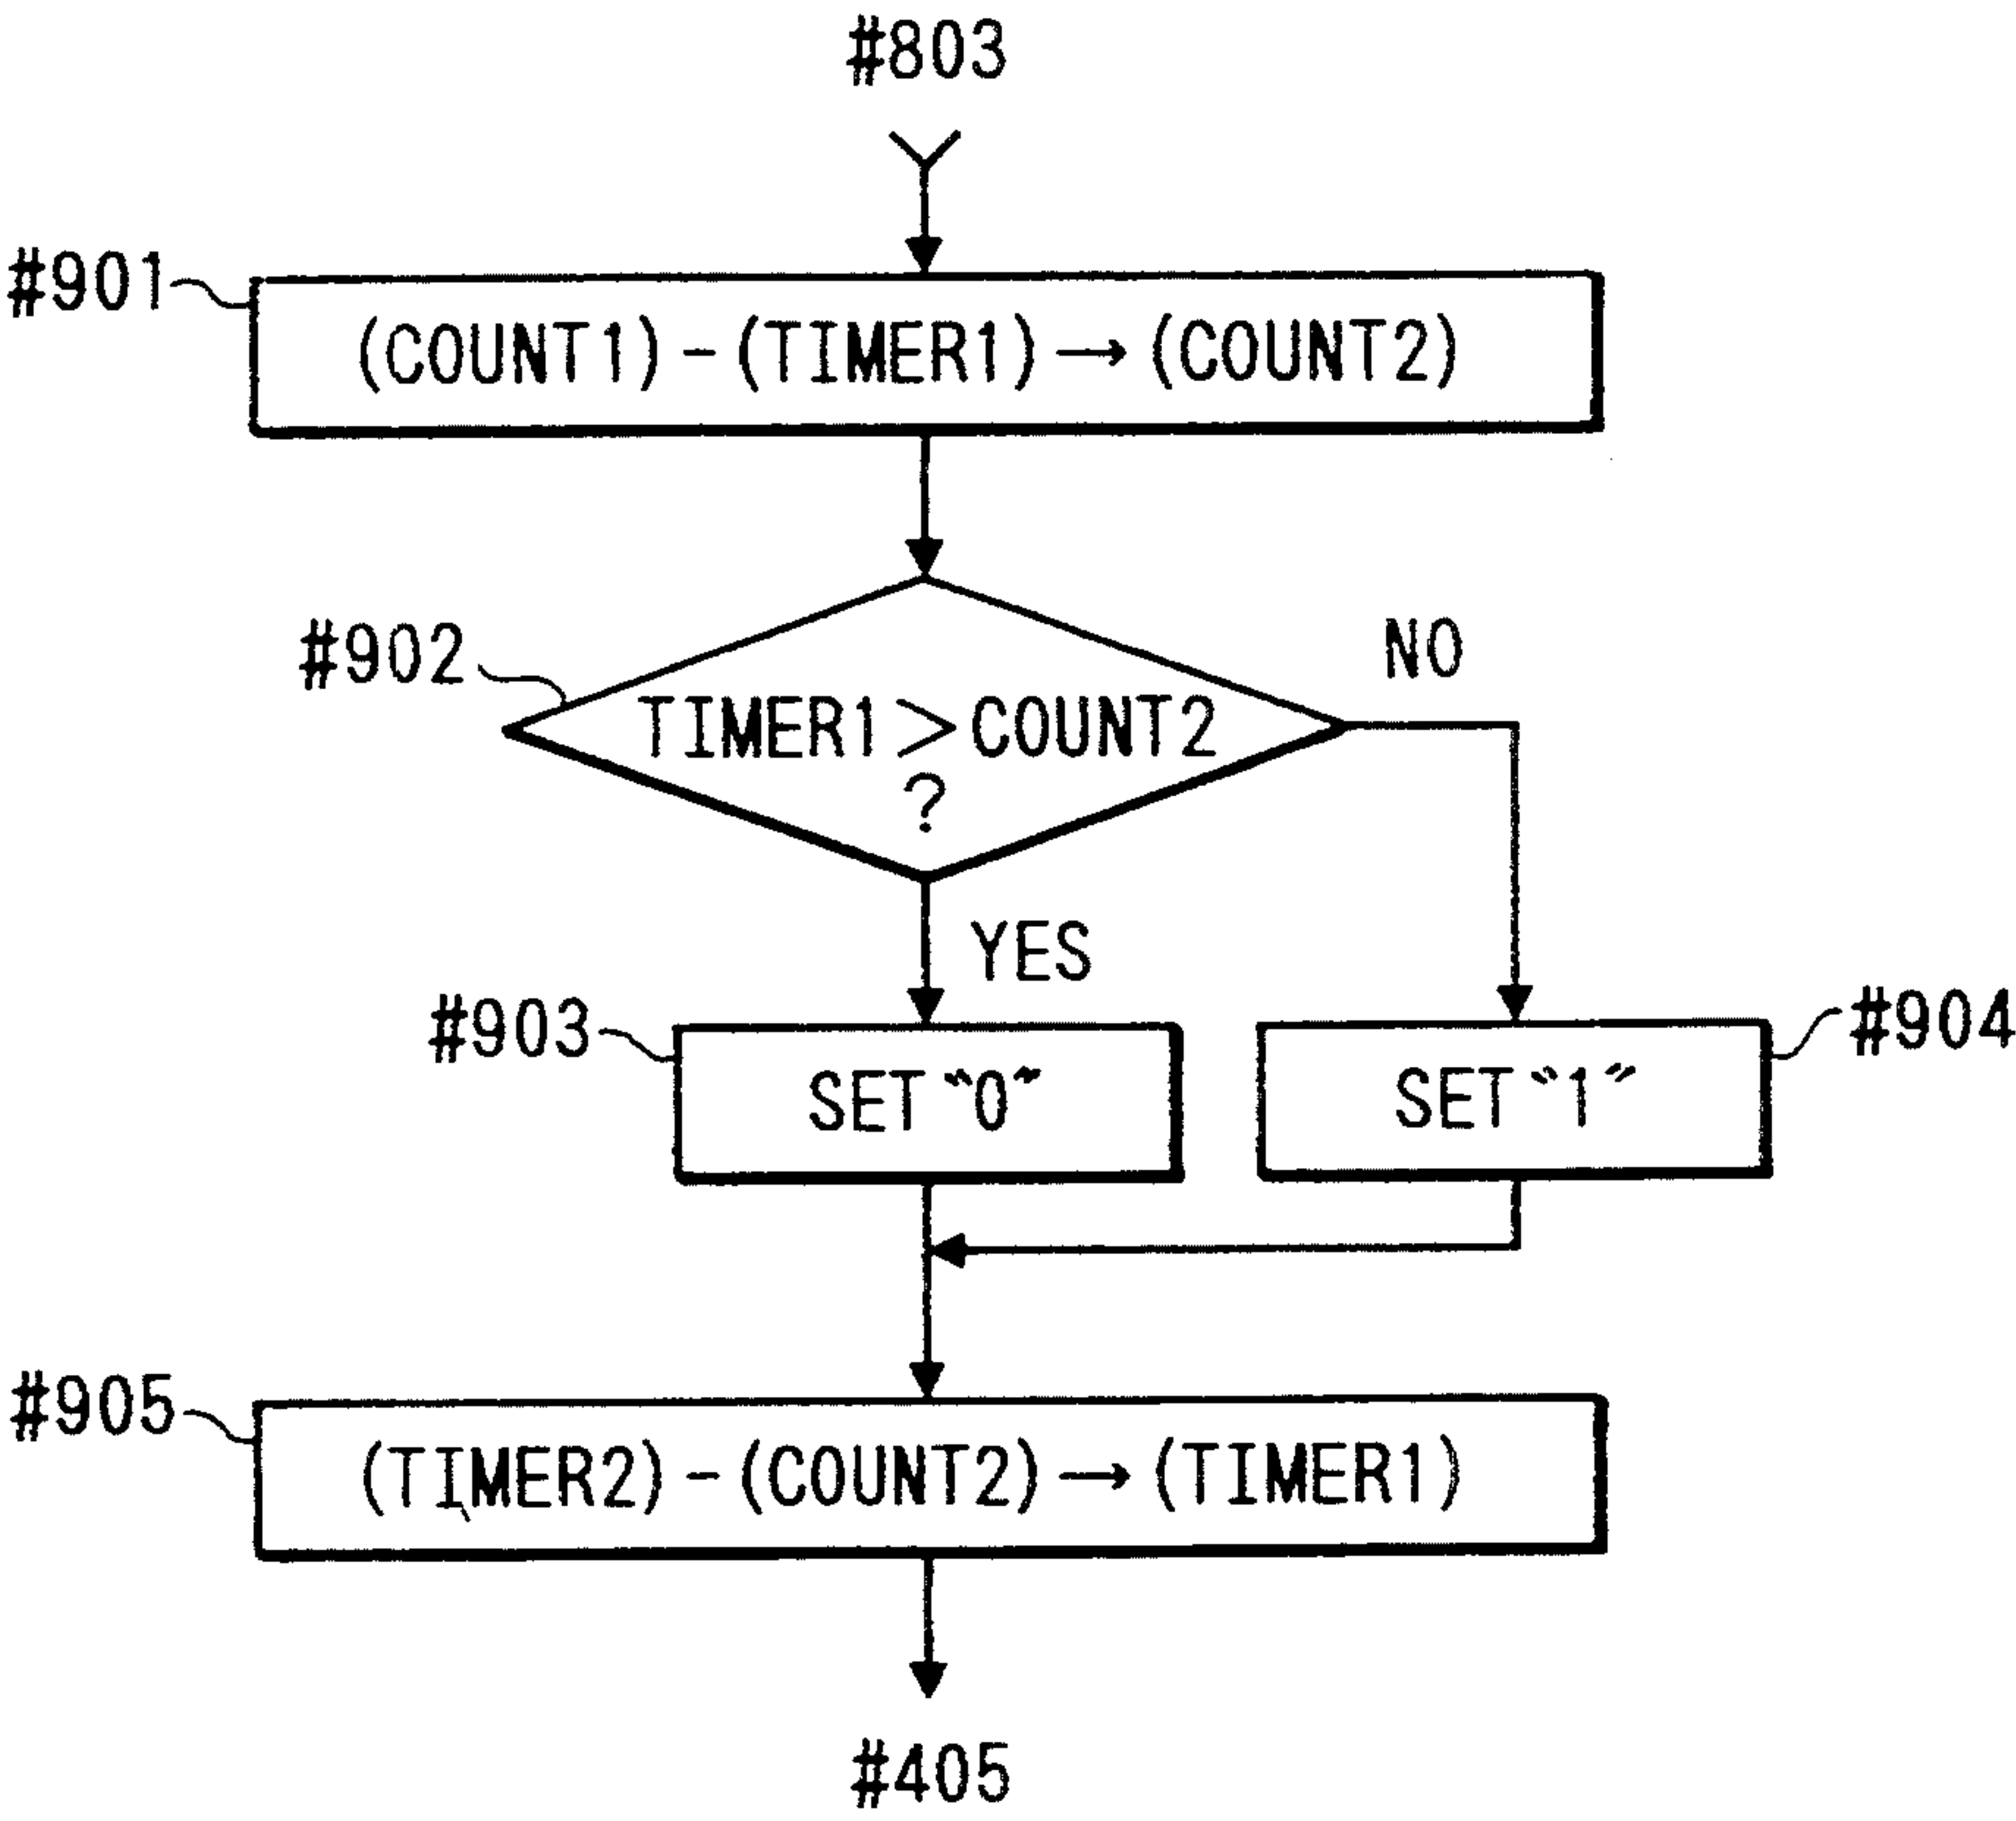 #803
#901
(COUNT1)-(TIMER1)→(COUNT2)
#902
NO
TIMER1>COUNT2
?
YES
#903
#904
SET "0"
SET "1"
#905
(TIMER2)-(COUNT2)→(TIMER1)
#405